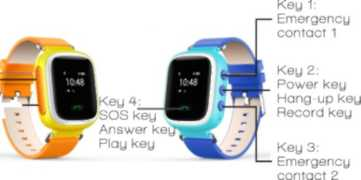 Key 1:
Emergency
contact 1
10:48
10:48
Key 2:
Power key
Hang-up key
Record key
Key 4:
SOS key
Answer key
Play key
Key 3:
Emergency
contact 2